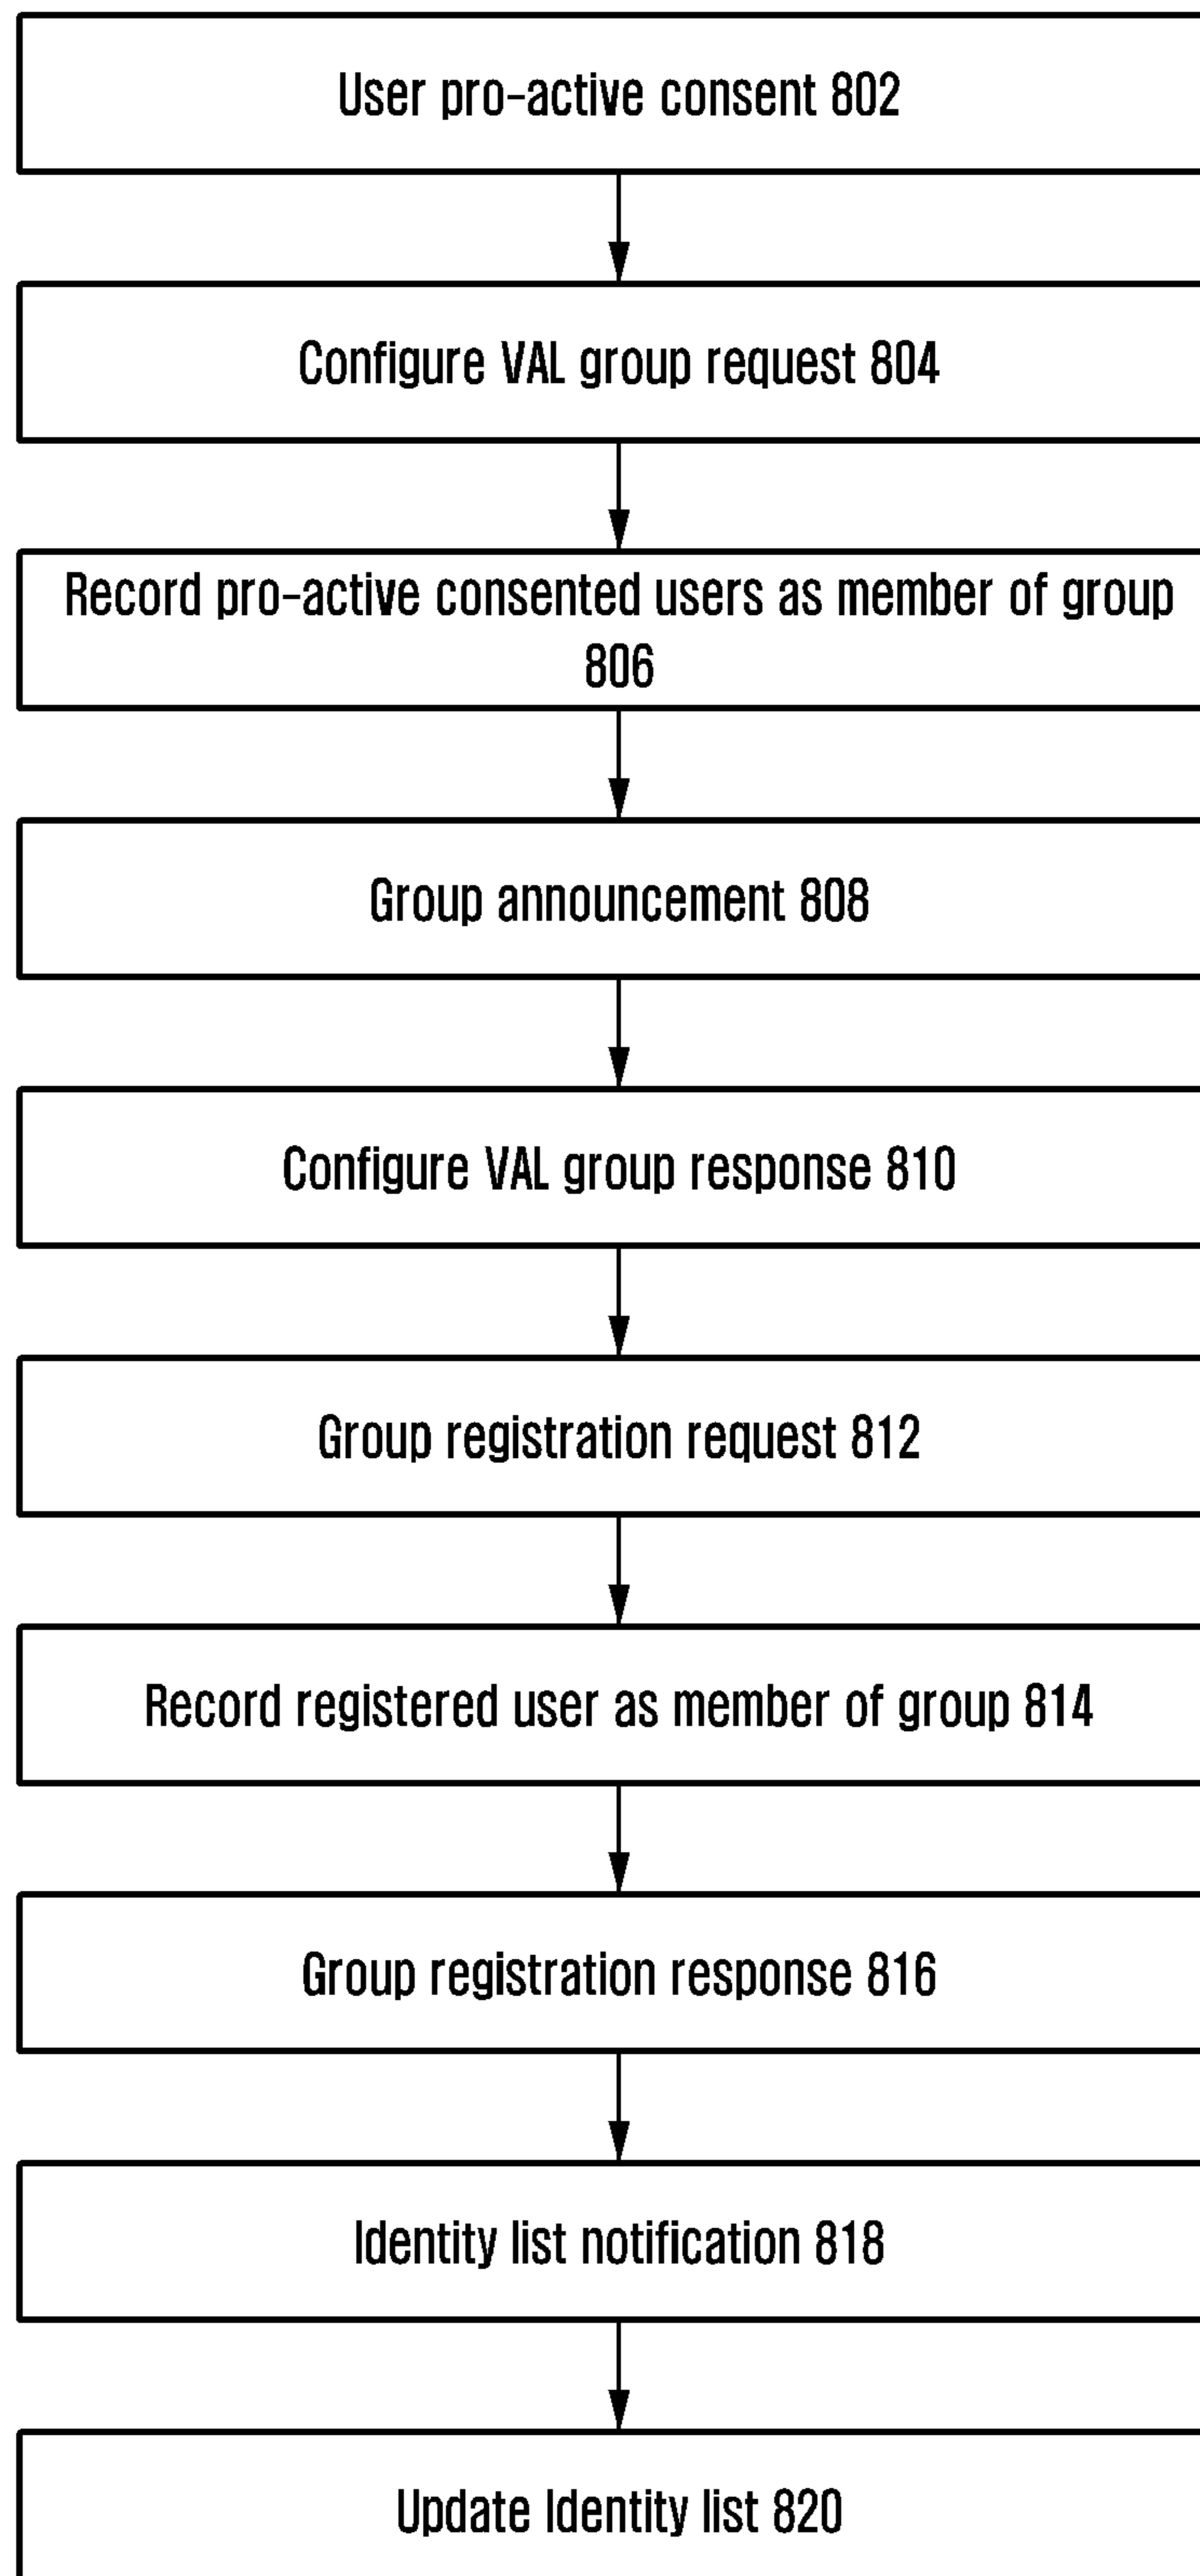 User pro-active consent 802
Configure VAL group request 804
Record pro-active consented users as member of group
806
Group announcement 808
Configure VAL group response 810
Group registration request 812
Record registered user as member of group 814
Group registration response 816
Identity list notification 818
Update Identity list 820